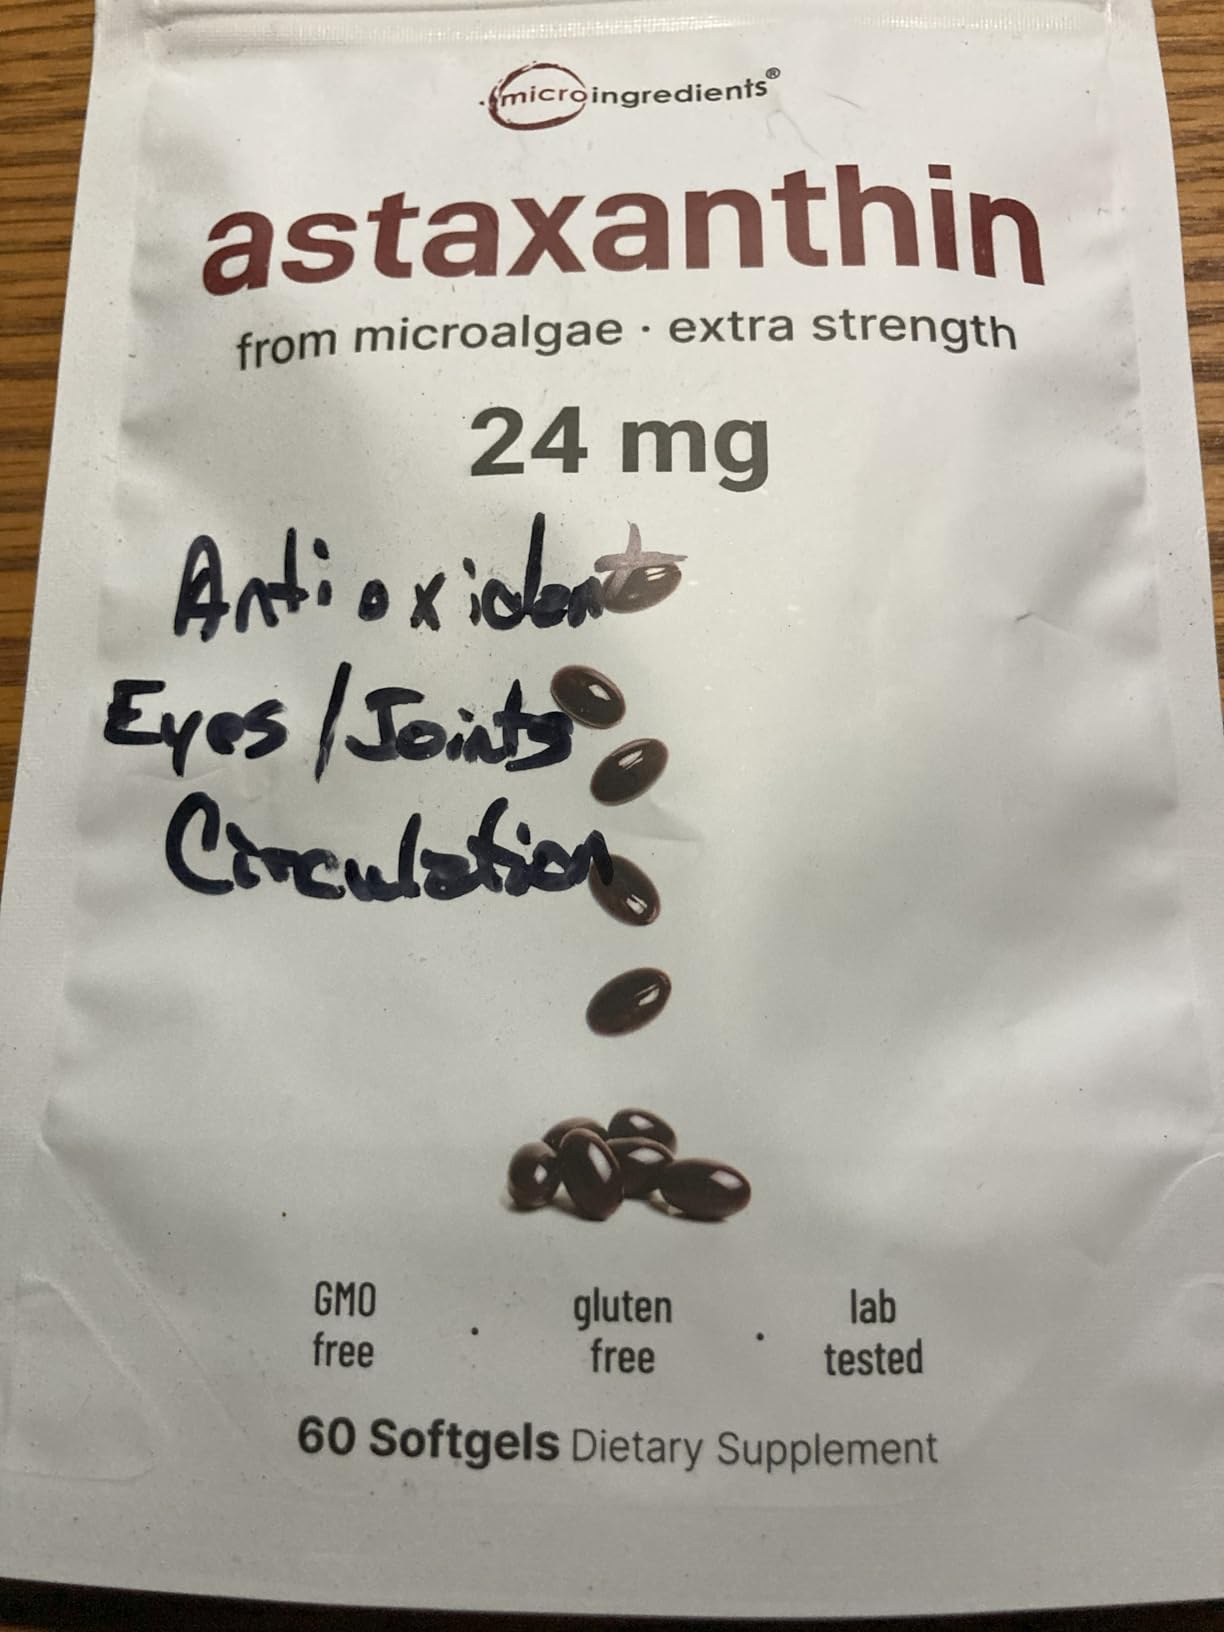 microingredients®
astaxanthin
from microalgae · extra strength
24 mg
Antioxident
Eyes / Joints
Circulation
GMO free · gluten free · lab tested
60 Softgels Dietary Supplement